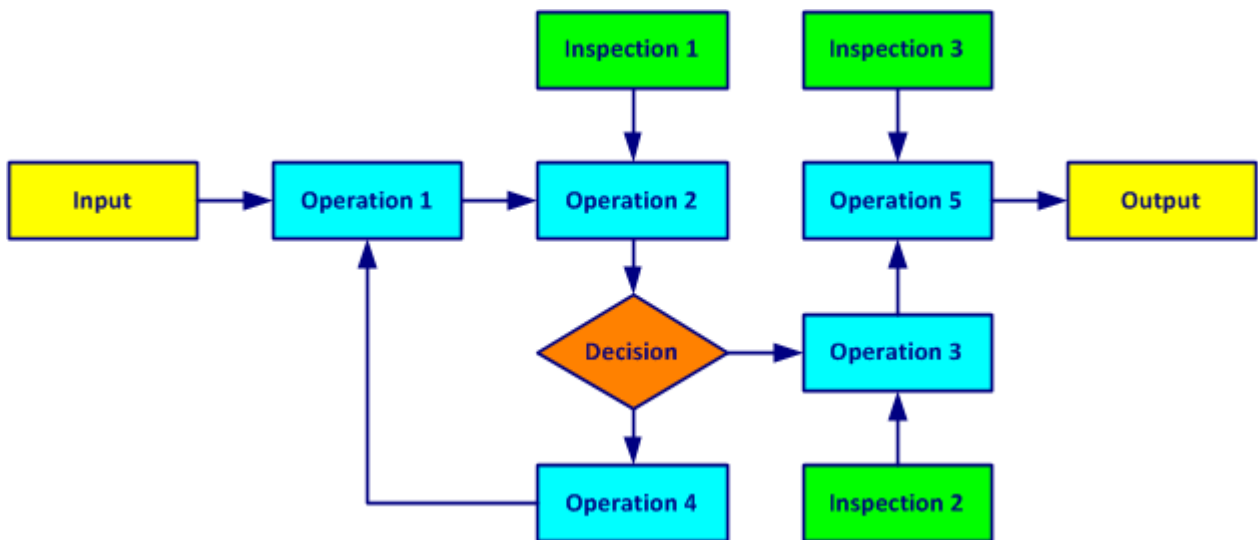 Inspection 1
Inspection 3
Input
Operation 1
Operation 2
Operation 5
Output
Decision
Operation 3
Operation 4
Inspection 2